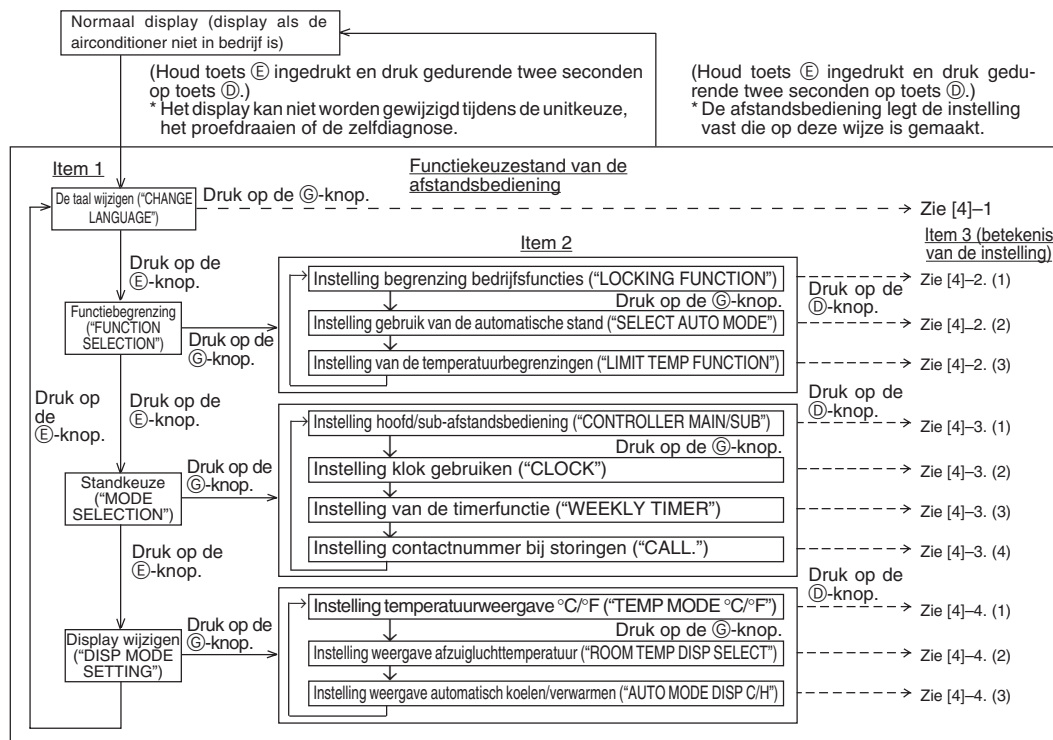 Normaal display (display als de
airconditioner niet in bedrijf is)
(Houd toets Ⓔ ingedrukt en druk gedurende twee seconden
op toets Ⓓ.)
* Het display kan niet worden gewijzigd tijdens de unitkeuze,
het proefdraaien of de zelfdiagnose.
(Houd toets Ⓔ ingedrukt en druk gedu-
rende twee seconden op toets Ⓓ.)
* De afstandsbediening legt de instelling
vast die op deze wijze is gemaakt.
Item 1
Functiekeuzestand van de
afstandsbediening
De taal wijzigen (“CHANGE
LANGUAGE”)
Druk op de Ⓖ-knop.
Zie [4]–1
Item 2
Item 3 (betekenis
van de instelling)
Druk op de
Ⓔ-knop.
Functiebegrenzing
(“FUNCTION
SELECTION”)
Druk op de
Ⓖ-knop.
Instelling begrenzing bedrijfsfuncties (“LOCKING FUNCTION”)
Druk op de Ⓖ-knop.
Druk op de
Ⓓ-knop.
Zie [4]–2. (1)
Instelling gebruik van de automatische stand (“SELECT AUTO MODE”)
Zie [4]–2. (2)
Instelling van de temperatuurbegrenzingen (“LIMIT TEMP FUNCTION”)
Zie [4]–2. (3)
Druk op
de
Ⓔ-knop.
Druk op de
Ⓔ-knop.
Standkeuze
(“MODE
SELECTION”)
Druk op de
Ⓖ-knop.
Druk op de
Ⓓ-knop.
Instelling hoofd/sub-afstandsbediening (“CONTROLLER MAIN/SUB”)
Zie [4]–3. (1)
Druk op de Ⓖ-knop.
Instelling klok gebruiken (“CLOCK”)
Zie [4]–3. (2)
Instelling van de timerfunctie (“WEEKLY TIMER”)
Zie [4]–3. (3)
Instelling contactnummer bij storingen (“CALL.”)
Zie [4]–3. (4)
Druk op de
Ⓔ-knop.
Display wijzigen
(“DISP MODE
SETTING”)
Druk op de
Ⓖ-knop.
Druk op de
Ⓓ-knop.
Instelling temperatuurweergave °C/°F (“TEMP MODE °C/°F”)
Zie [4]–4. (1)
Druk op de Ⓖ-knop.
Instelling weergave afzuigluchttemperatuur (“ROOM TEMP DISP SELECT”)
Zie [4]–4. (2)
Instelling weergave automatisch koelen/verwarmen (“AUTO MODE DISP C/H”)
Zie [4]–4. (3)